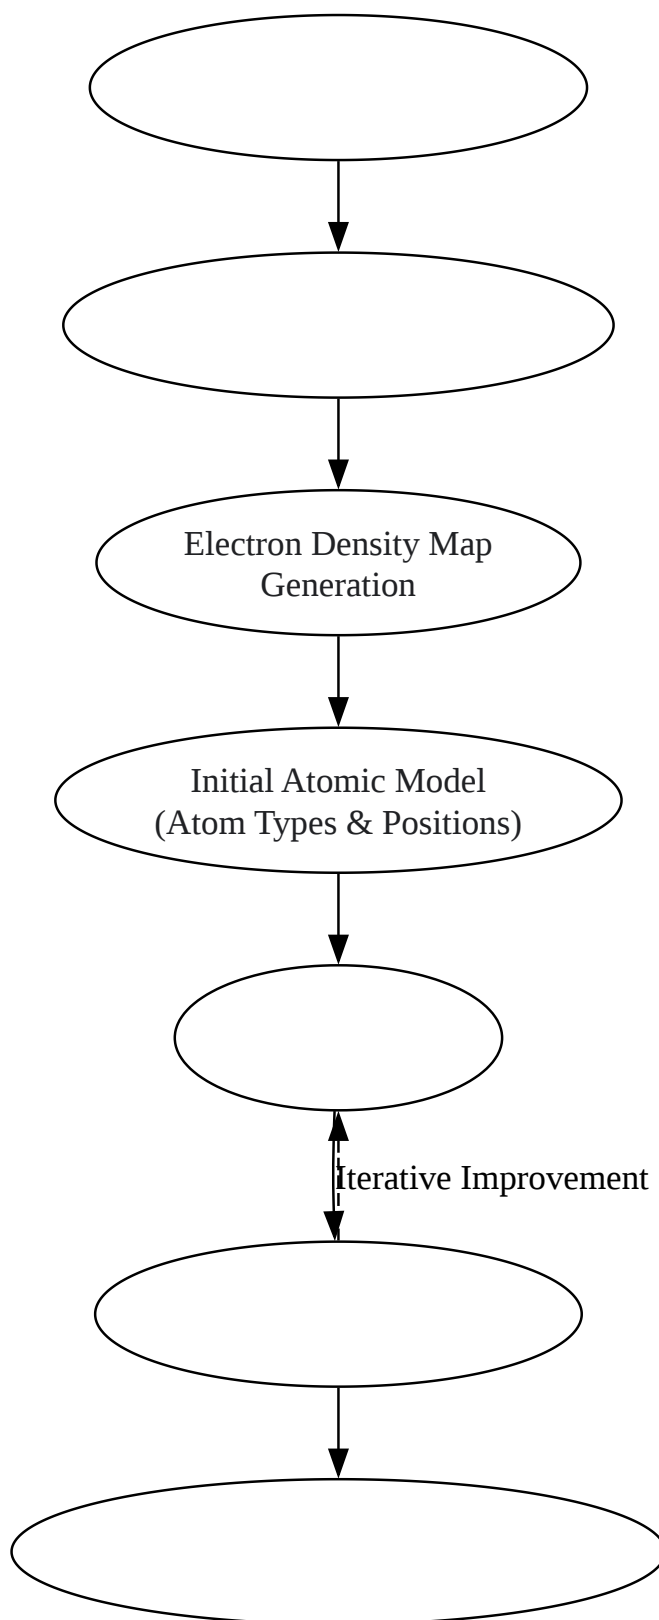 Electron Density Map
Generation
Initial Atomic Model
(Atom Types & Positions)
Iterative Improvement